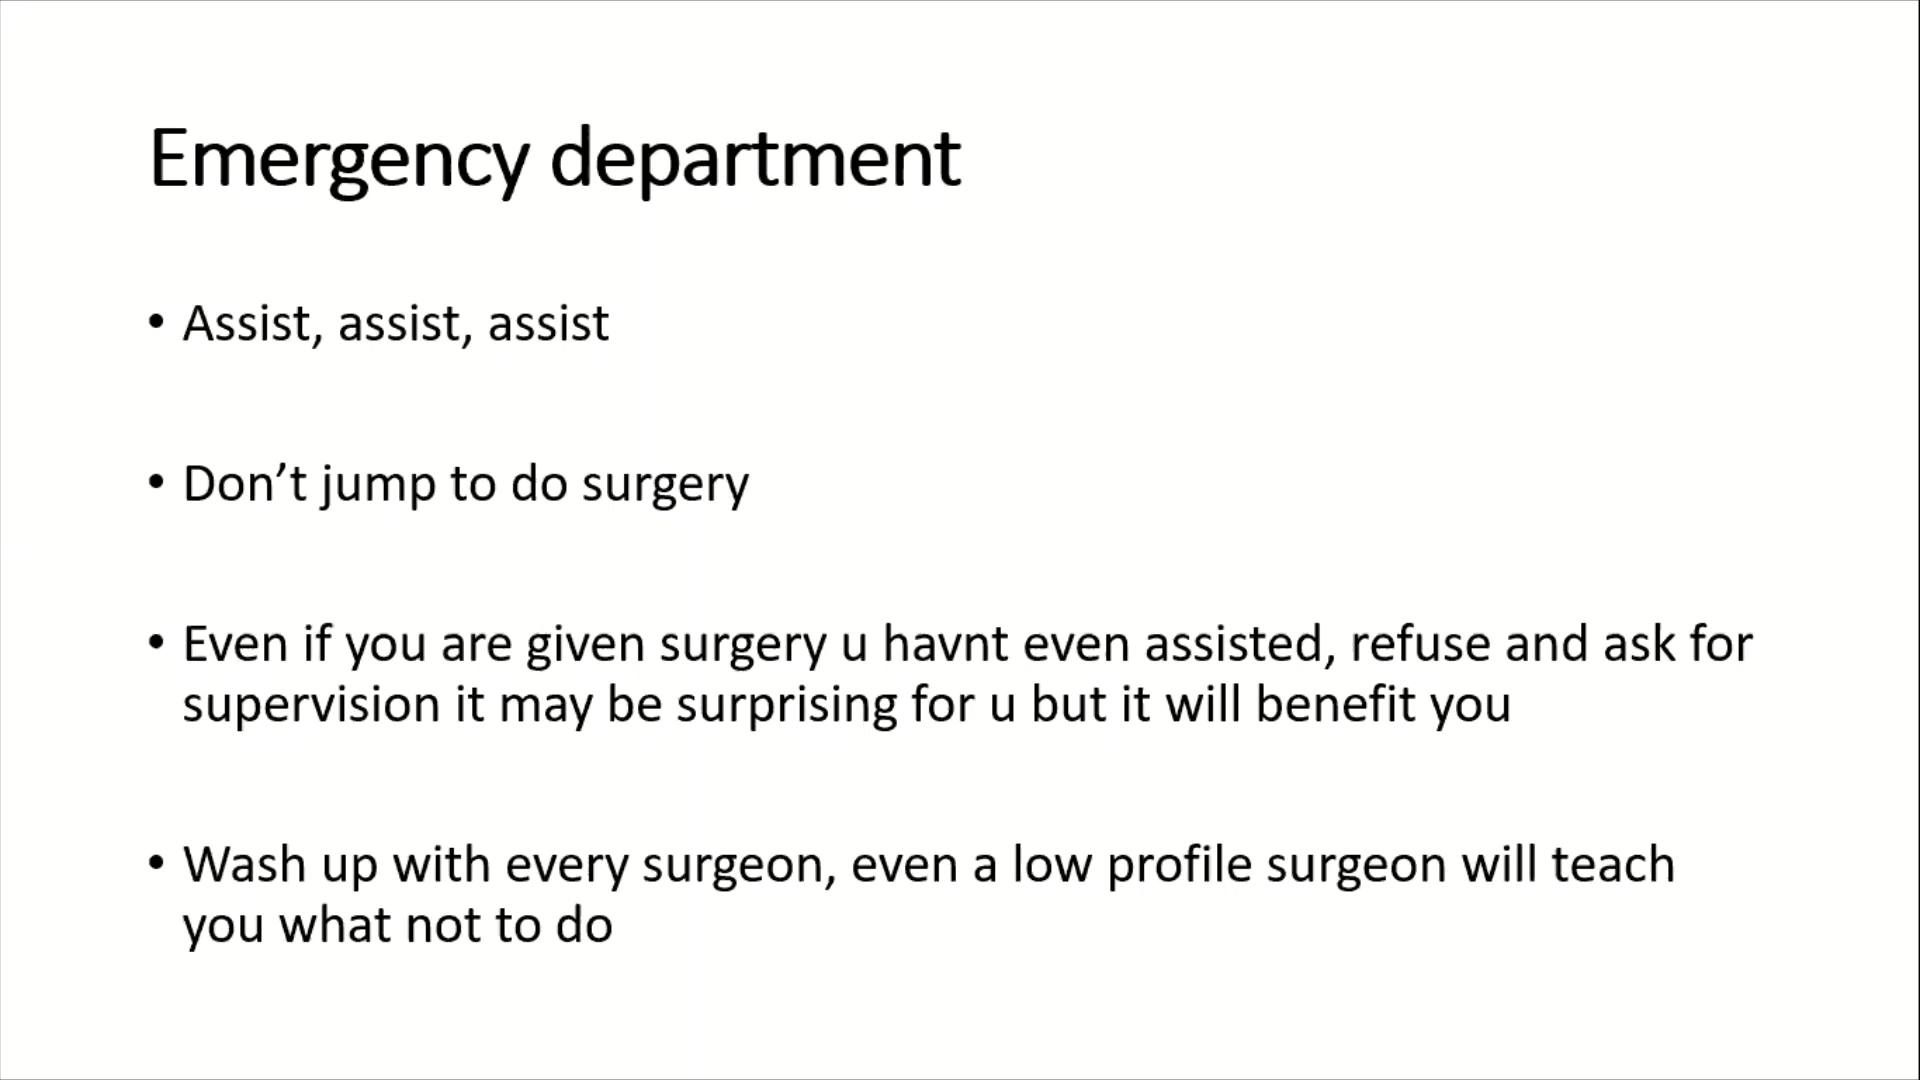 Emergency department
• Assist, assist, assist
• Don’t jump to do surgery
• Even if you are given surgery u havnt even assisted, refuse and ask for
supervision it may be surprising for u but it will benefit you
• Wash up with every surgeon, even a low profile surgeon will teach
you what not to do